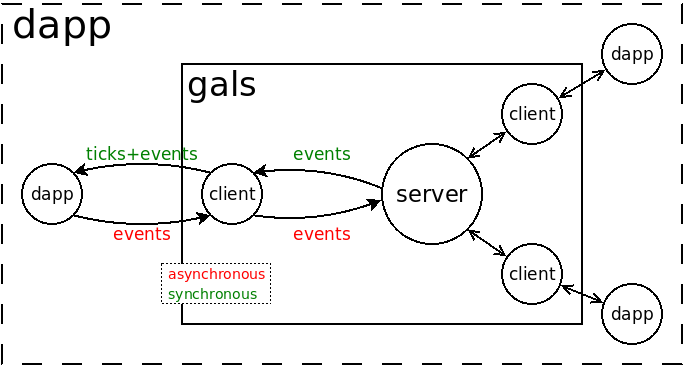 dapp
gals
dapp
client
ticks+events
events
client
dapp
server
events
events
asynchronous
synchronous
client
dapp